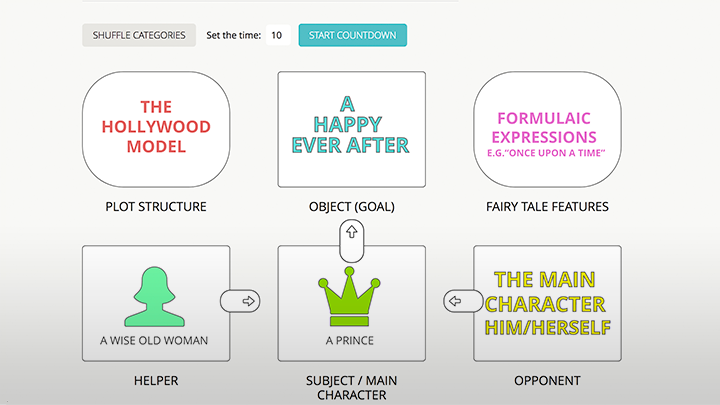 SHUFFLE CATEGORIES
Set the time:
10
START COUNTDOWN
THE
HOLLYWOOD
MODEL
A
HAPPY
EVER AFTER
FORMULAIC
EXPRESSIONS
E.G."ONCE UPON A TIME"
PLOT STRUCTURE
OBJECT (GOAL)
FAIRY TALE FEATURES
A WISE OLD WOMAN
A PRINCE
THE MAIN
CHARACTER
HIM/HERSELF
HELPER
SUBJECT / MAIN
CHARACTER
OPPONENT